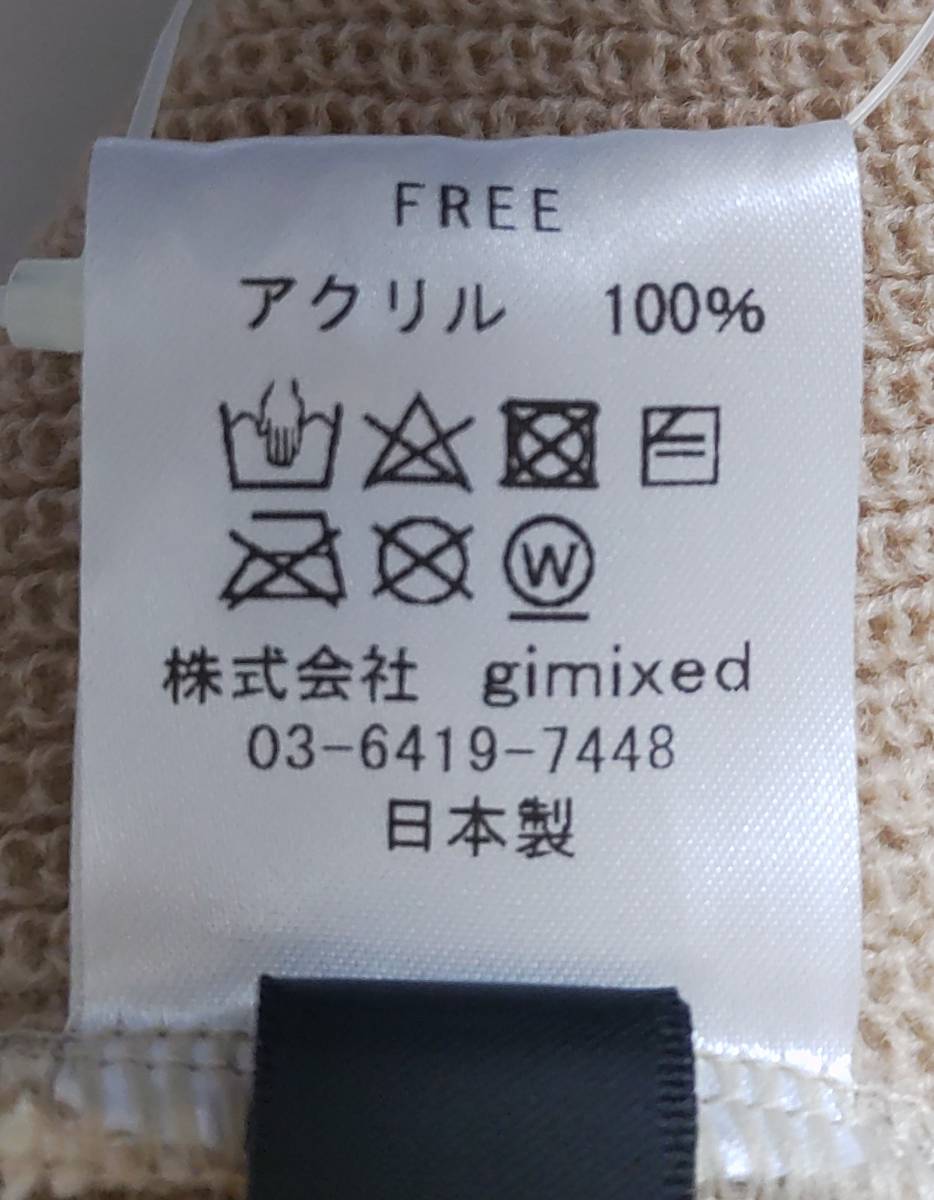 FREE
アクリル 100%
W
株式会社 gimixed
03-6419-7448
日本製